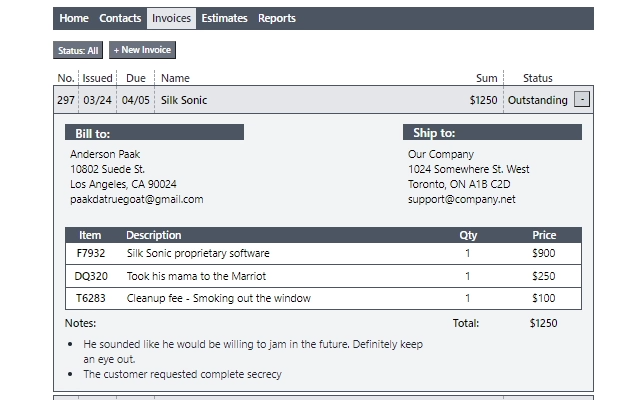 Home Contacts Invoices Estimates Reports
Status: All + New Invoice
No. Issued Due Name Sum Status
297 03/24 04/05 Silk Sonic $1250 Outstanding -
Bill to: Ship to:
Anderson Paak Our Company
10802 Suede St. 1024 Somewhere St. West
Los Angeles, CA 90024 Toronto, ON A1B C2D
paakdatruegoat@gmail.com support@company.net
Item Description Qty Price
F7932 Silk Sonic proprietary software 1 $900
DQ320 Took his mama to the Marriot 1 $250
T6283 Cleanup fee - Smoking out the window 1 $100
Notes: Total: $1250
• He sounded like he would be willing to jam in the future. Definitely keep
an eye out.
• The customer requested complete secrecy